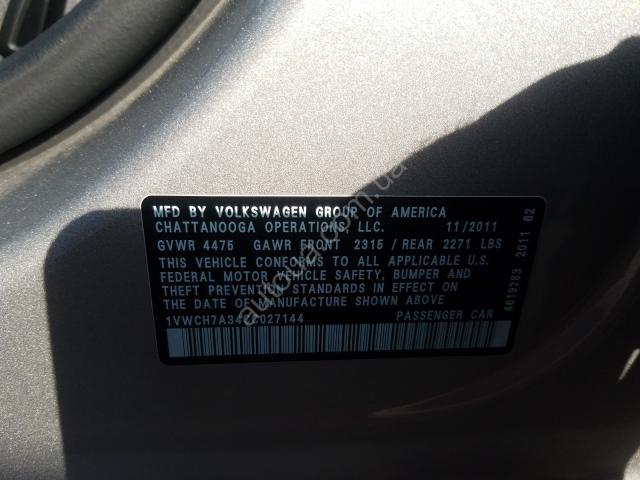 MFD BY VOLKSWAGEN GROUP OF AMERICA
CHATTANOOGA OPERATIONS, LLC. 11/2011
GVWR 4475 GAWR FRONT 2315 / REAR 2271 LBS
THIS VEHICLE CONFORMS TO ALL APPLICABLE U.S.
FEDERAL MOTOR VEHICLE SAFETY, BUMPER AND
THEFT PREVENTION STANDARDS IN EFFECT ON
THE DATE OF MANUFACTURE SHOWN ABOVE.
PASSENGER CAR
4619283 2011 62